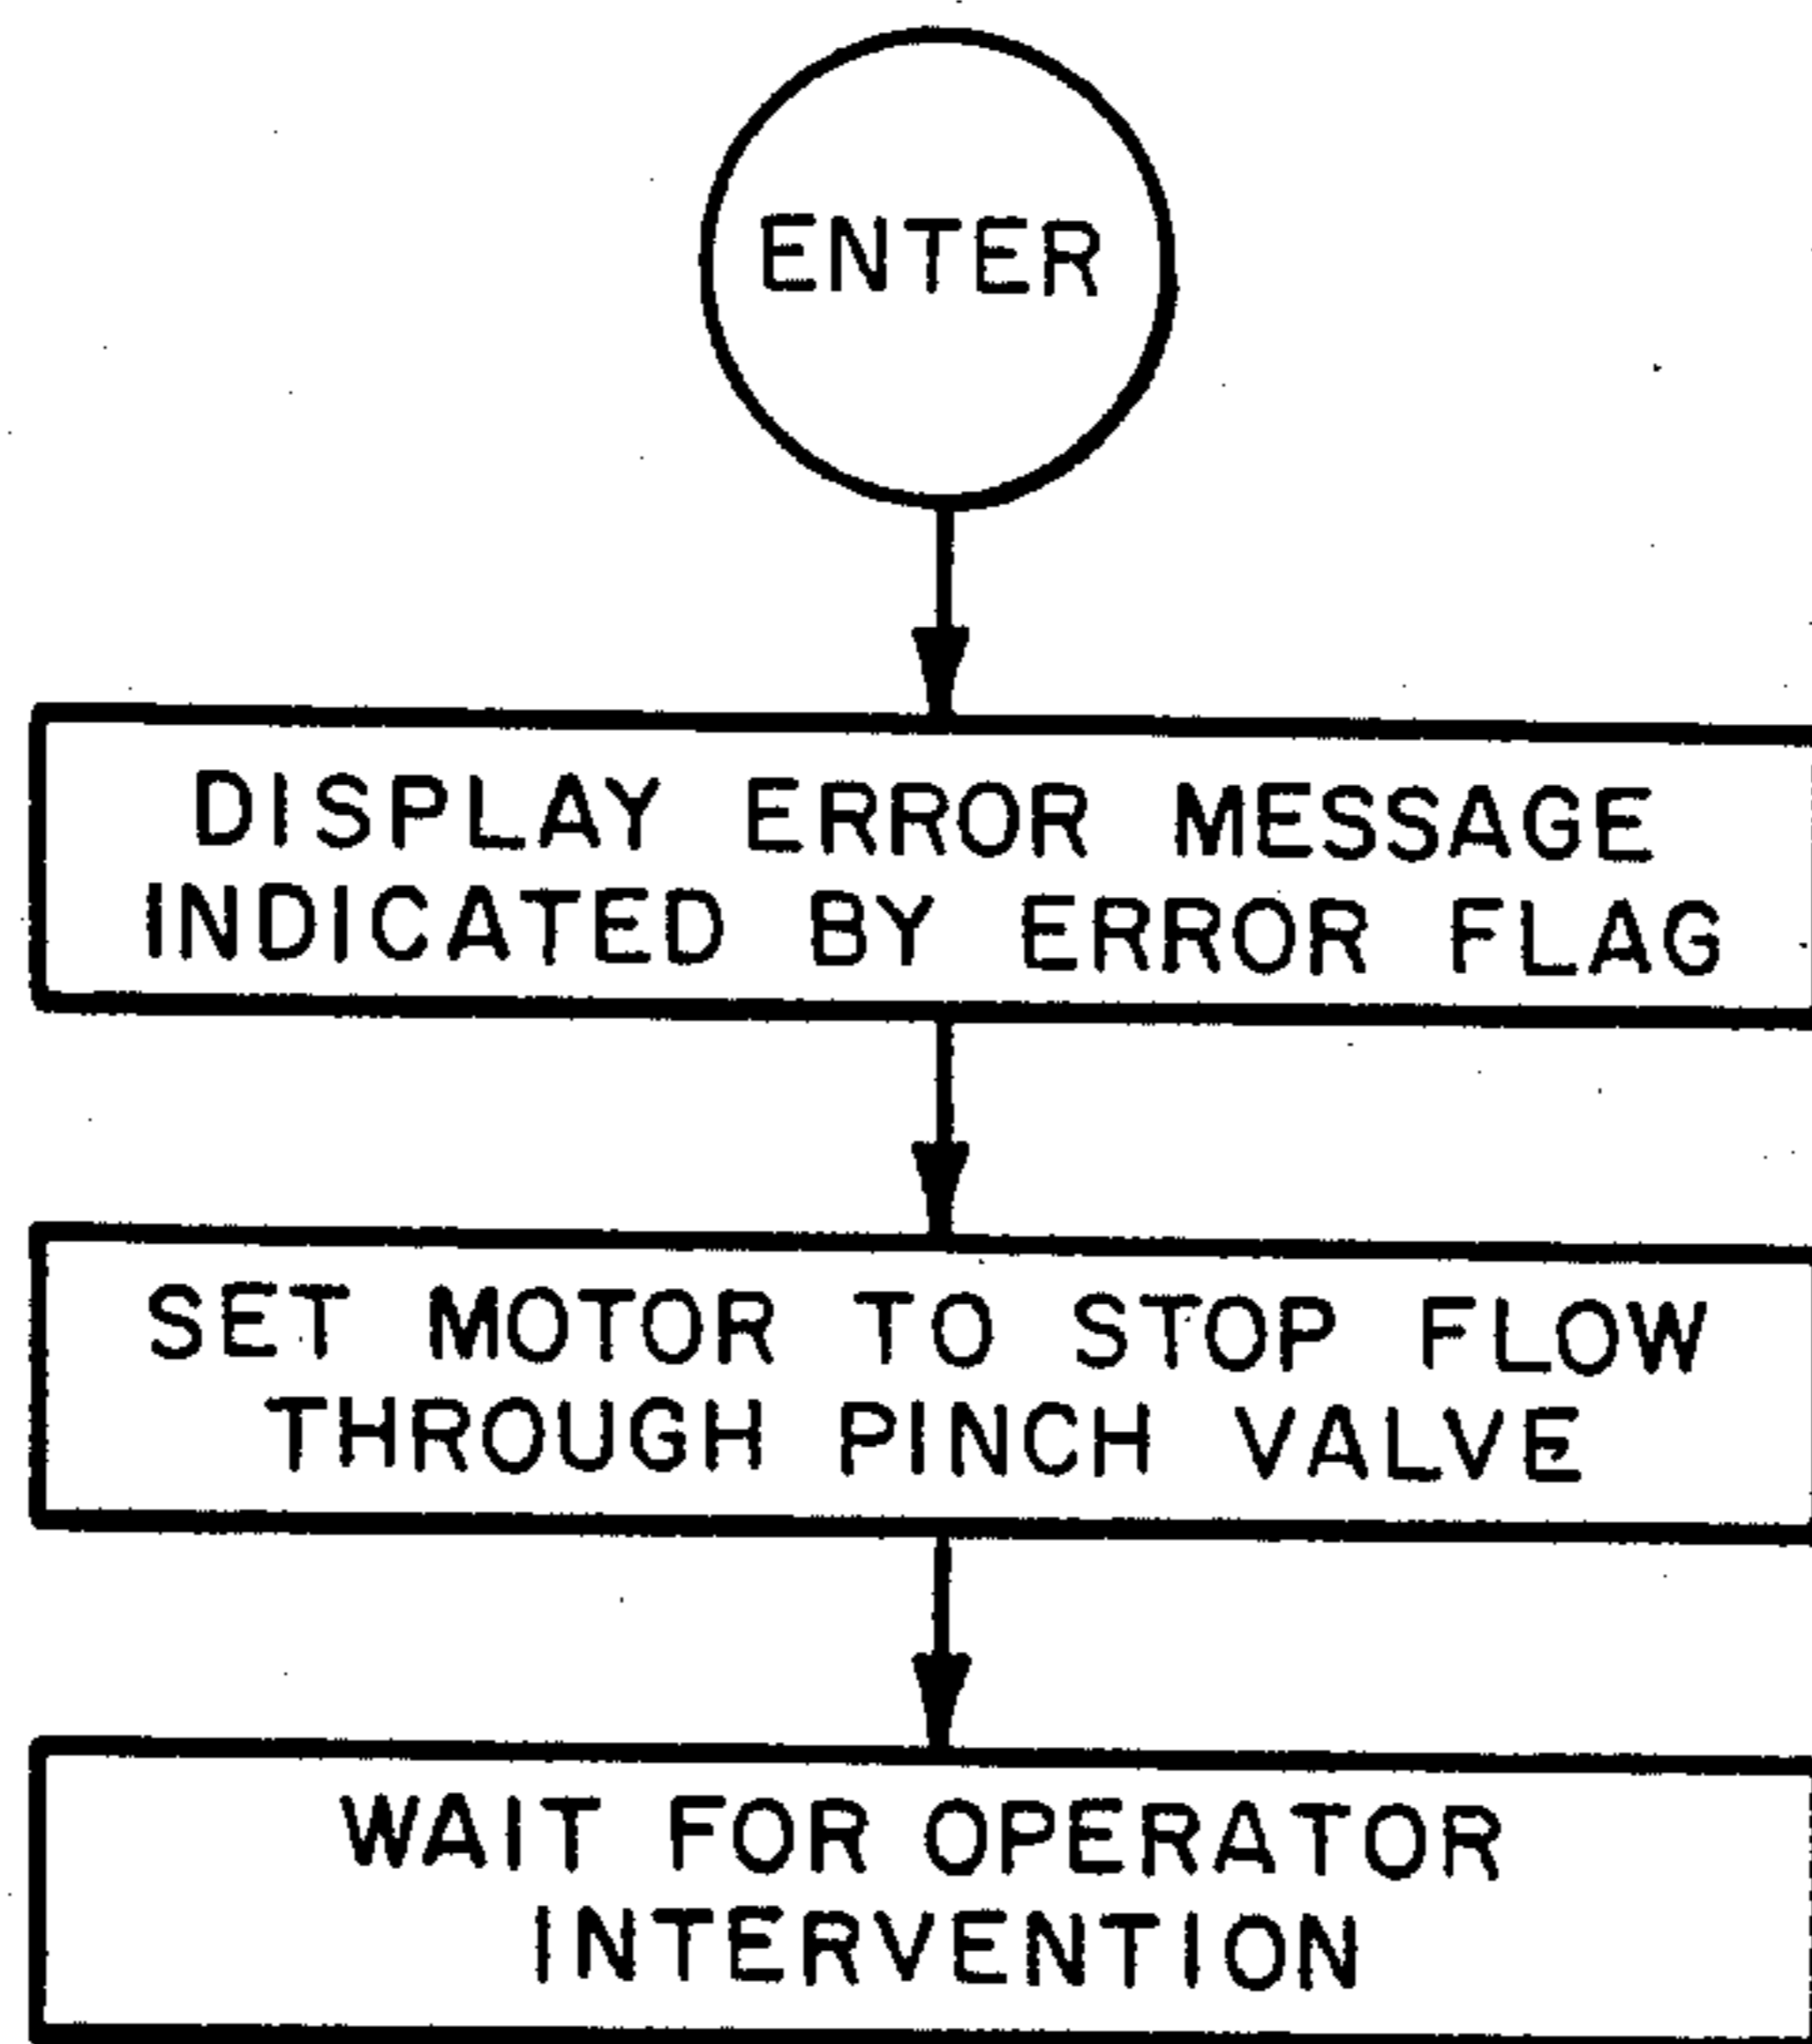 ENTER
DISPLAY ERROR MESSAGE
INDICATED BY ERROR FLAG
SET MOTOR TO STOP FLOW
THROUGH PINCH VALVE
WAIT FOR OPERATOR
INTERVENTION